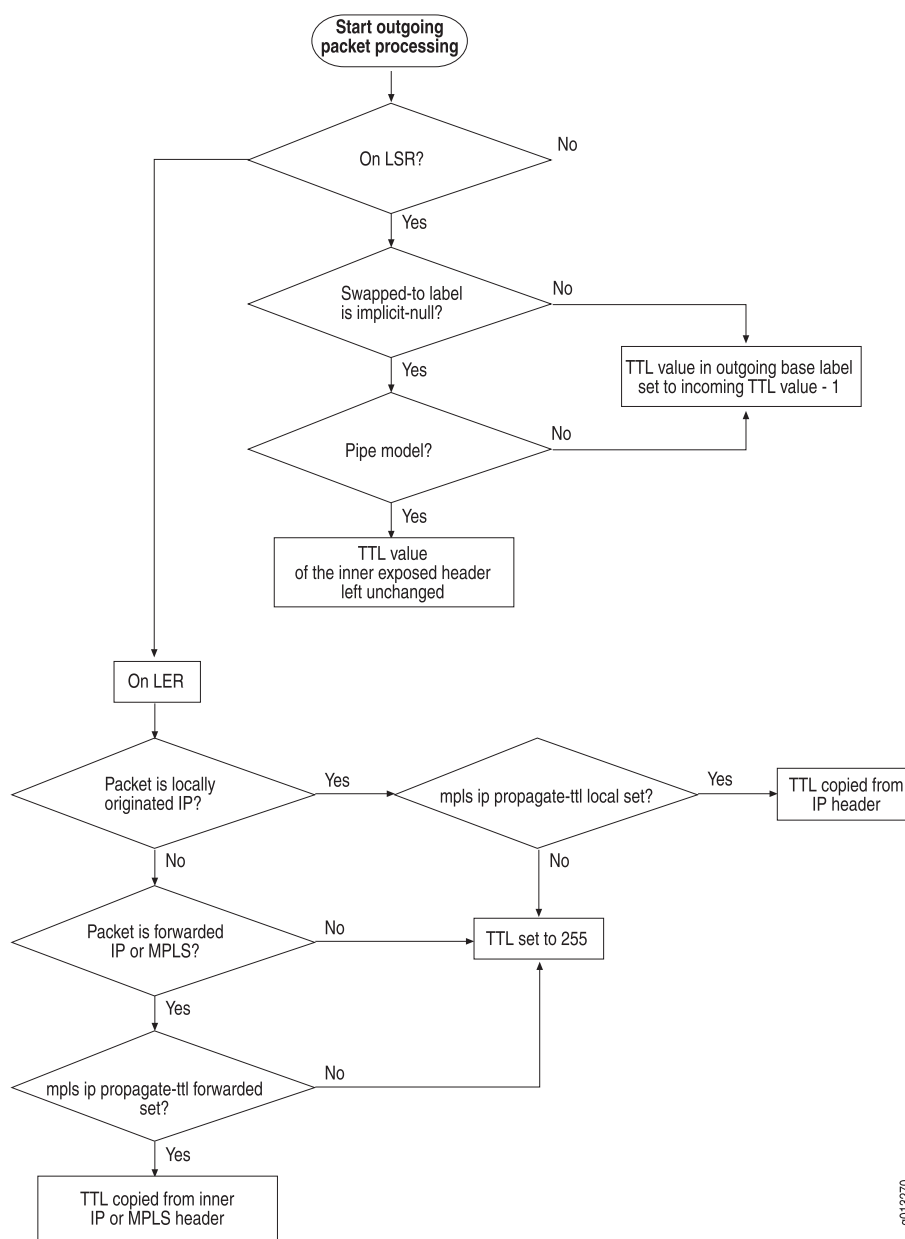 Start outgoing
packet processing
On LSR?
No
Yes
Swapped-to label
is implicit-null?
No
TTL value in outgoing base label
set to incoming TTL value - 1
Yes
Pipe model?
No
Yes
TTL value
of the inner exposed header
left unchanged
On LER
Packet is locally
originated IP?
Yes
mpls ip propagate-ttl local set?
Yes
TTL copied from
IP header
No
No
Packet is forwarded
IP or MPLS?
No
TTL set to 255
Yes
mpls ip propagate-ttl forwarded
set?
No
Yes
TTL copied from inner
IP or MPLS header